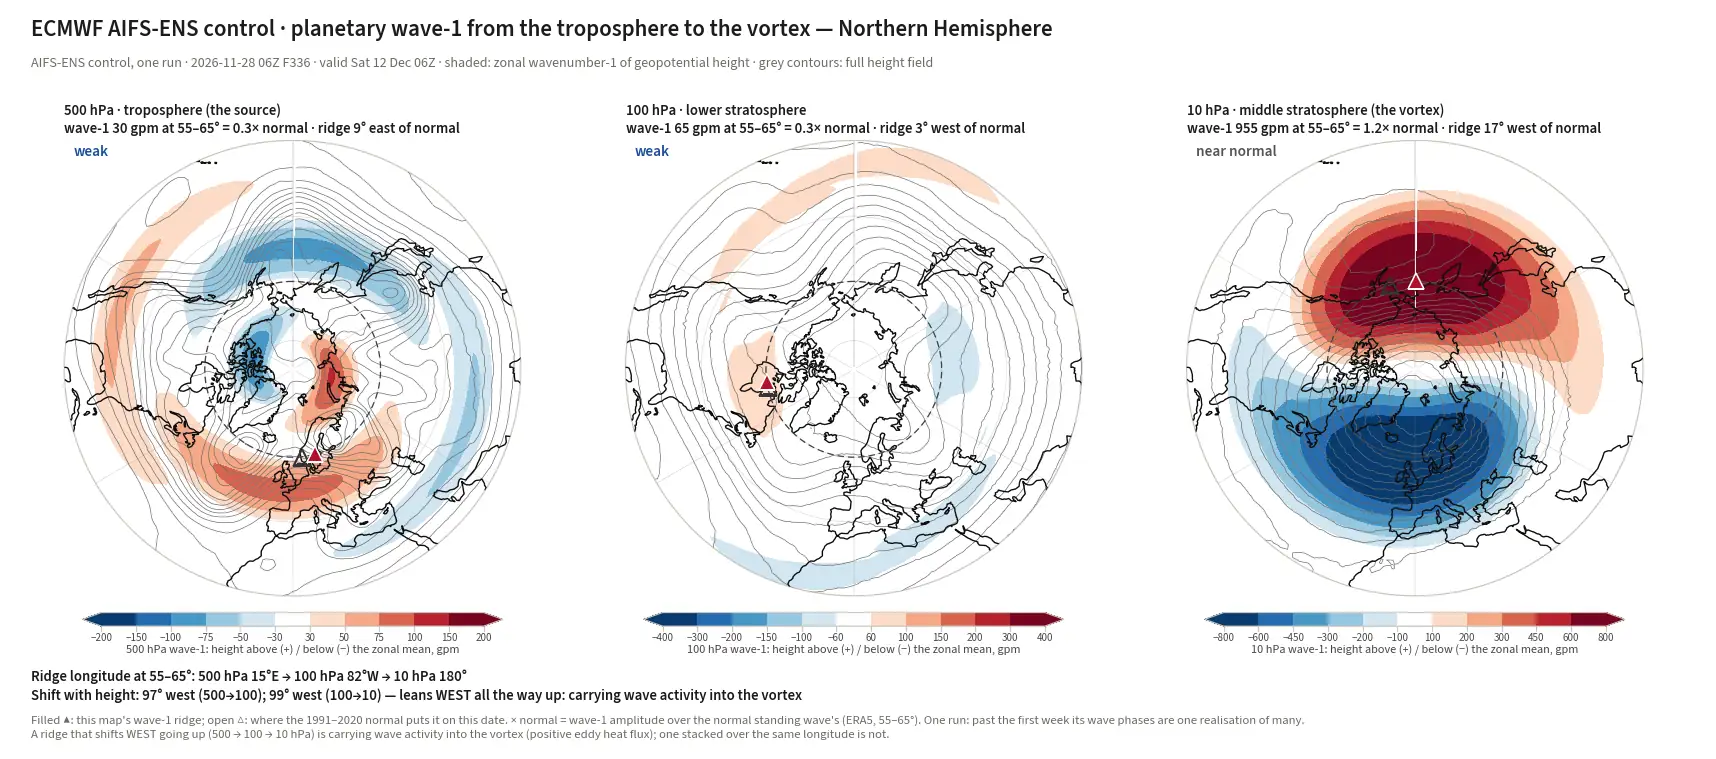 ECMWF AIFS-ENS control · planetary wave-1 from the troposphere to the vortex — Northern Hemisphere
AIFS-ENS control, one run · 2026-11-28 06Z F336 · valid Sat 12 Dec 06Z · shaded: zonal wavenumber-1 of geopotential height · grey contours: full height field
500 hPa · troposphere (the source)
wave-1 30 gpm at 55–65° = 0.3× normal · ridge 9° east of normal
weak
100 hPa · lower stratosphere
wave-1 65 gpm at 55–65° = 0.3× normal · ridge 3° west of normal
weak
10 hPa · middle stratosphere (the vortex)
wave-1 955 gpm at 55–65° = 1.2× normal · ridge 17° west of normal
near normal
−200 −150 −100 −75 −50 −30 30 50 75 100 150 200
500 hPa wave-1: height above (+) / below (−) the zonal mean, gpm
−400 −300 −200 −150 −100 −60 60 100 150 200 300 400
100 hPa wave-1: height above (+) / below (−) the zonal mean, gpm
−800 −600 −450 −300 −200 −100 100 200 300 450 600 800
10 hPa wave-1: height above (+) / below (−) the zonal mean, gpm
Ridge longitude at 55–65°: 500 hPa 15°E → 100 hPa 82°W → 10 hPa 180°
Shift with height: 97° west (500→100); 99° west (100→10) — leans WEST all the way up: carrying wave activity into the vortex
Filled ▲: this map's wave-1 ridge; open △: where the 1991–2020 normal puts it on this date. × normal = wave-1 amplitude over the normal standing wave's (ERA5, 55–65°). One run: past the first week its wave phases are one realisation of many.
A ridge that shifts WEST going up (500 → 100 → 10 hPa) is carrying wave activity into the vortex (positive eddy heat flux); one stacked over the same longitude is not.